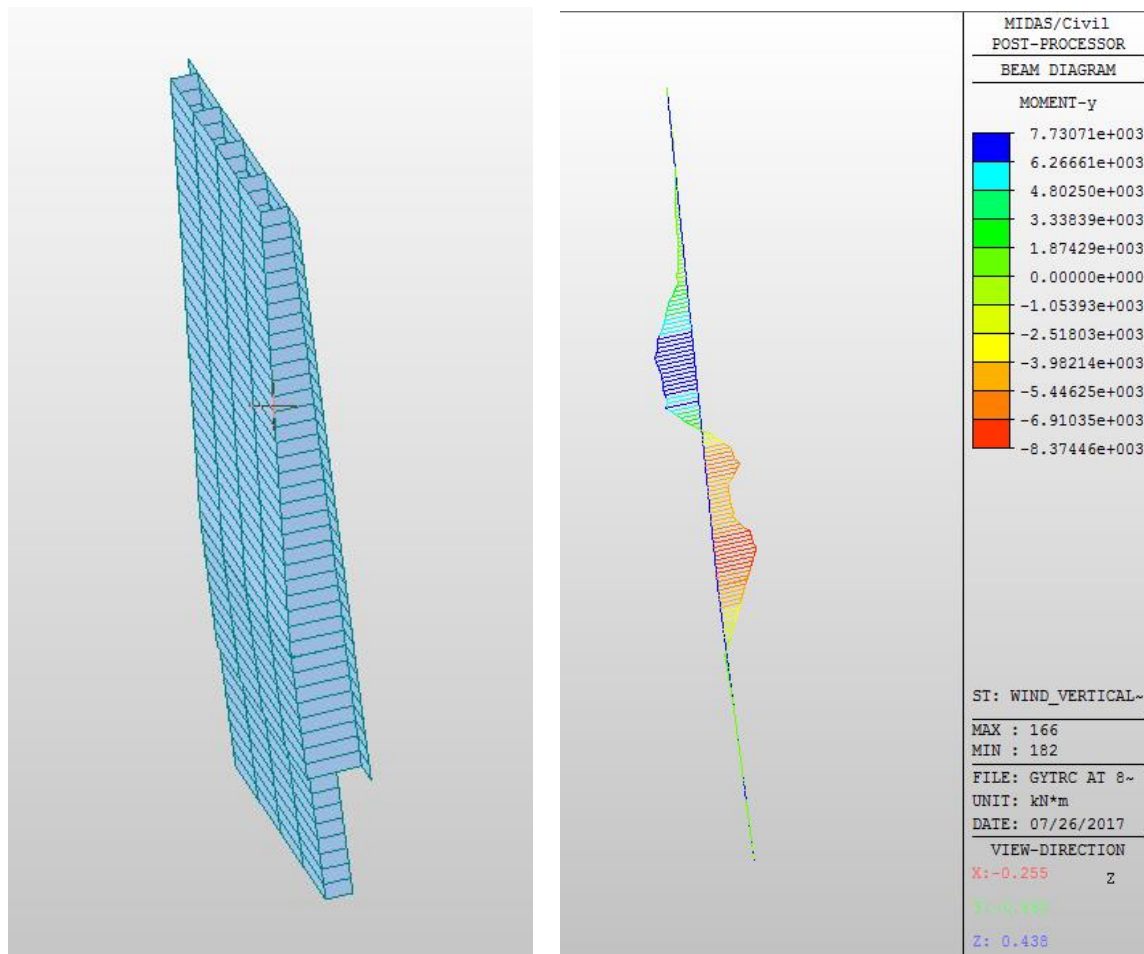 MIDAS/Civil
POST-PROCESSOR
BEAM DIAGRAM
MOMENT-y
7.73071e+003
6.26661e+003
4.80250e+003
3.33839e+003
1.87429e+003
0.00000e+000
-1.05393e+003
-2.51803e+003
-3.98214e+003
-5.44625e+003
-6.91035e+003
-8.37446e+003
ST: WIND_VERTICAL~
MAX : 166
MIN : 182
FILE: GYTRC AT 8~
UNIT: kN*m
DATE: 07/26/2017
VIEW-DIRECTION
X:-0.255 Z
Z: 0.438